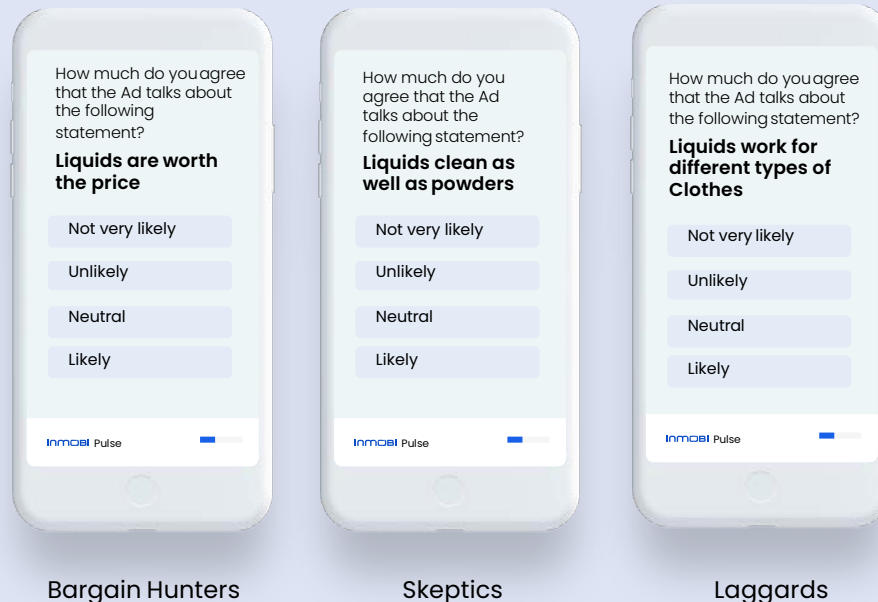 How much do you agree
that the Ad talks about
the following
statement?
Liquids are worth
the price
Not very likely
Unlikely
Neutral
Likely
INMOBI Pulse
Bargain Hunters
How much do you
agree that the Ad
talks about the
following statement?
Liquids clean as
well as powders
Not very likely
Unlikely
Neutral
Likely
INMOBI Pulse
Skeptics
How much do you agree
that the Ad talks about
the following statement?
Liquids work for
different types of
Clothes
Not very likely
Unlikely
Neutral
Likely
INMOBI Pulse
Laggards